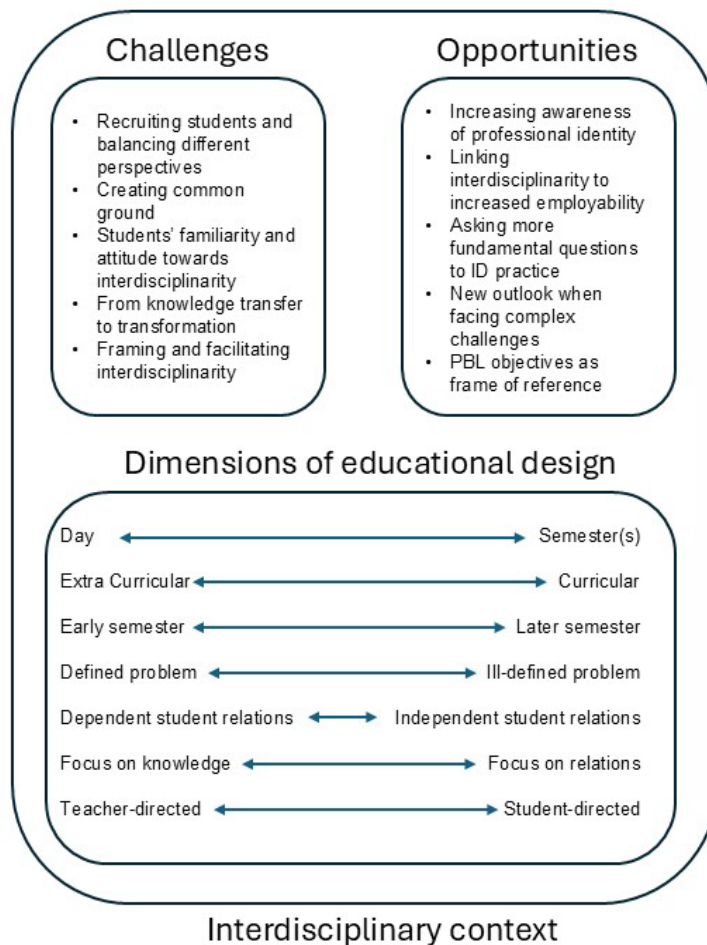 Challenges
• Recruiting students and
balancing different
perspectives
• Creating common
ground
• Students' familiarity and
attitude towards
interdisciplinarity
• From knowledge transfer
to transformation
• Framing and facilitating
interdisciplinarity
Opportunities
• Increasing awareness
of professional identity
• Linking
interdisciplinarity to
increased employability
• Asking more
fundamental questions
to ID practice
• New outlook when
facing complex
challenges
• PBL objectives as
frame of reference
Dimensions of educational design
Day Semester(s)
Extra Curricular Curricular
Early semester Later semester
Defined problem Ill-defined problem
Dependent student relations Independent student relations
Focus on knowledge Focus on relations
Teacher-directed Student-directed
Interdisciplinary context